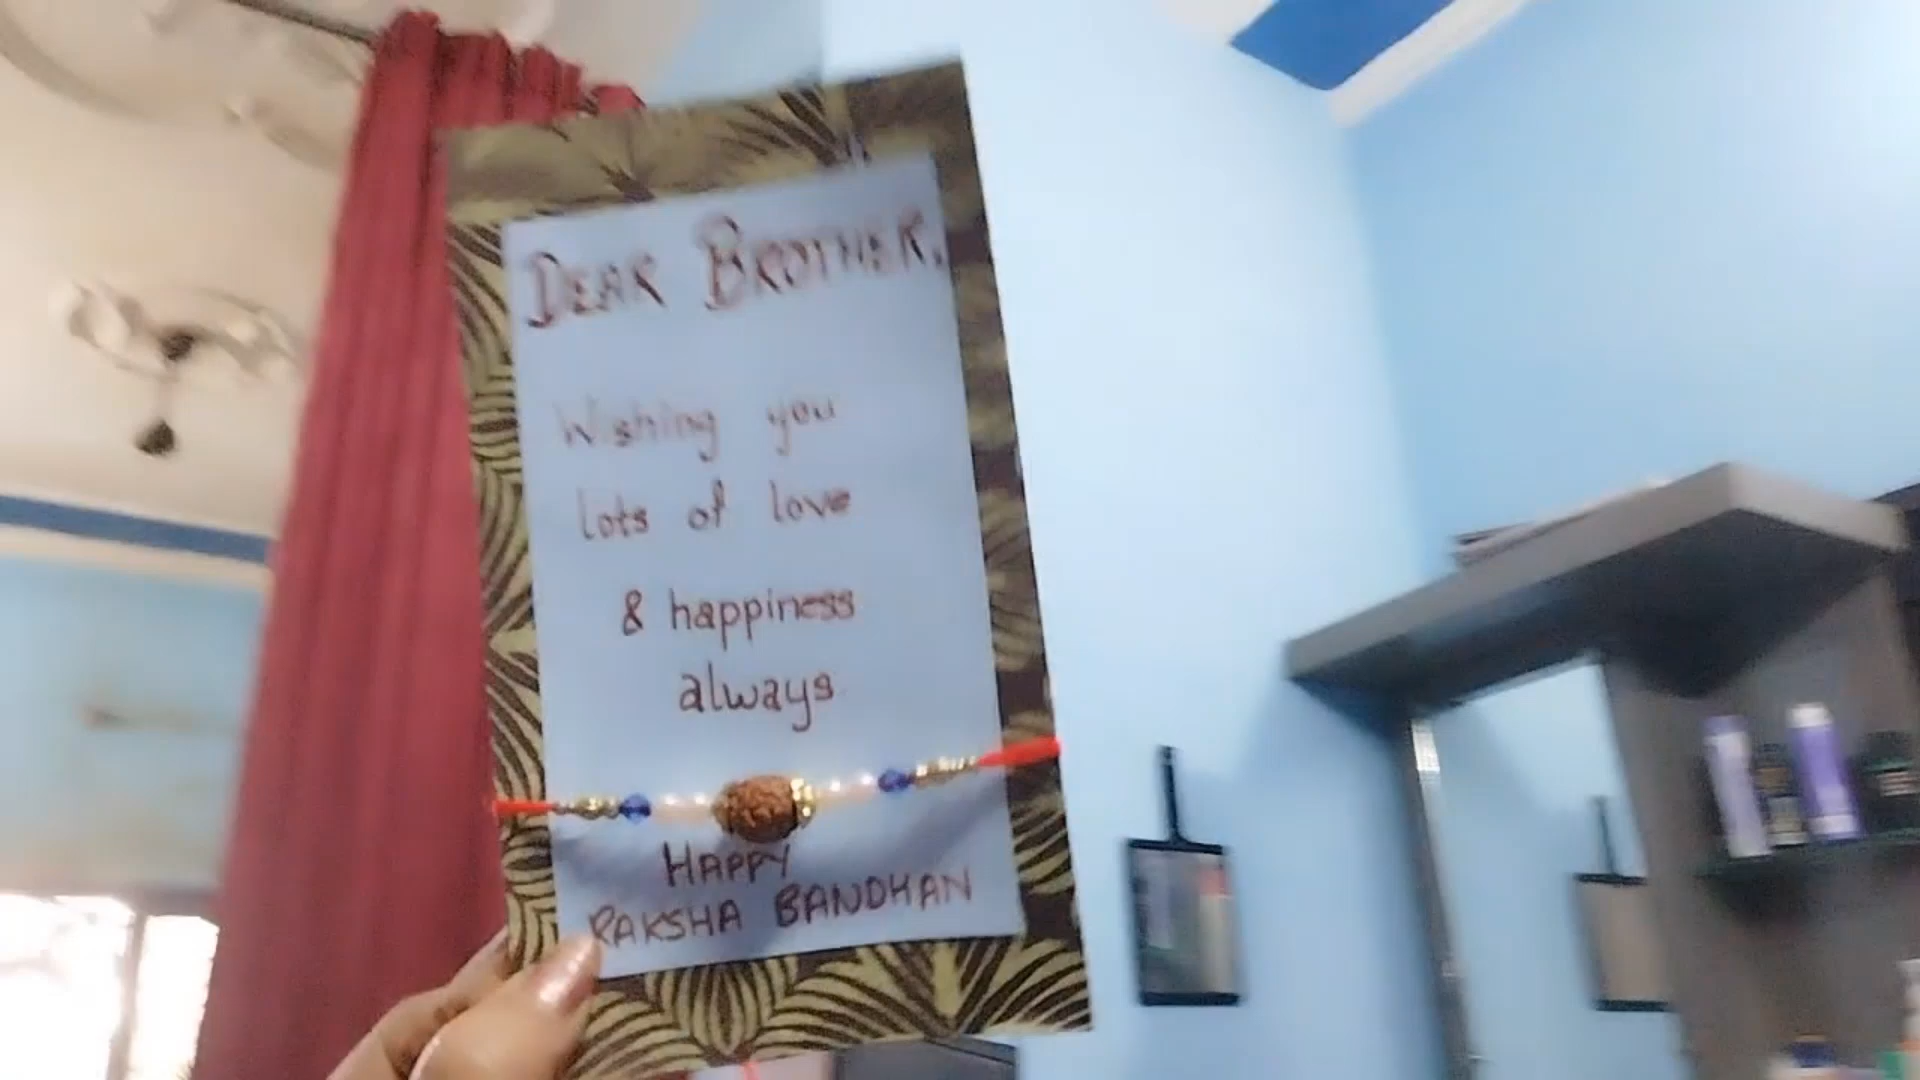 DEAR BROTHER,
Wishing you
lots of love
& happiness
always.
HAPPY
RAKSHA BANDHAN